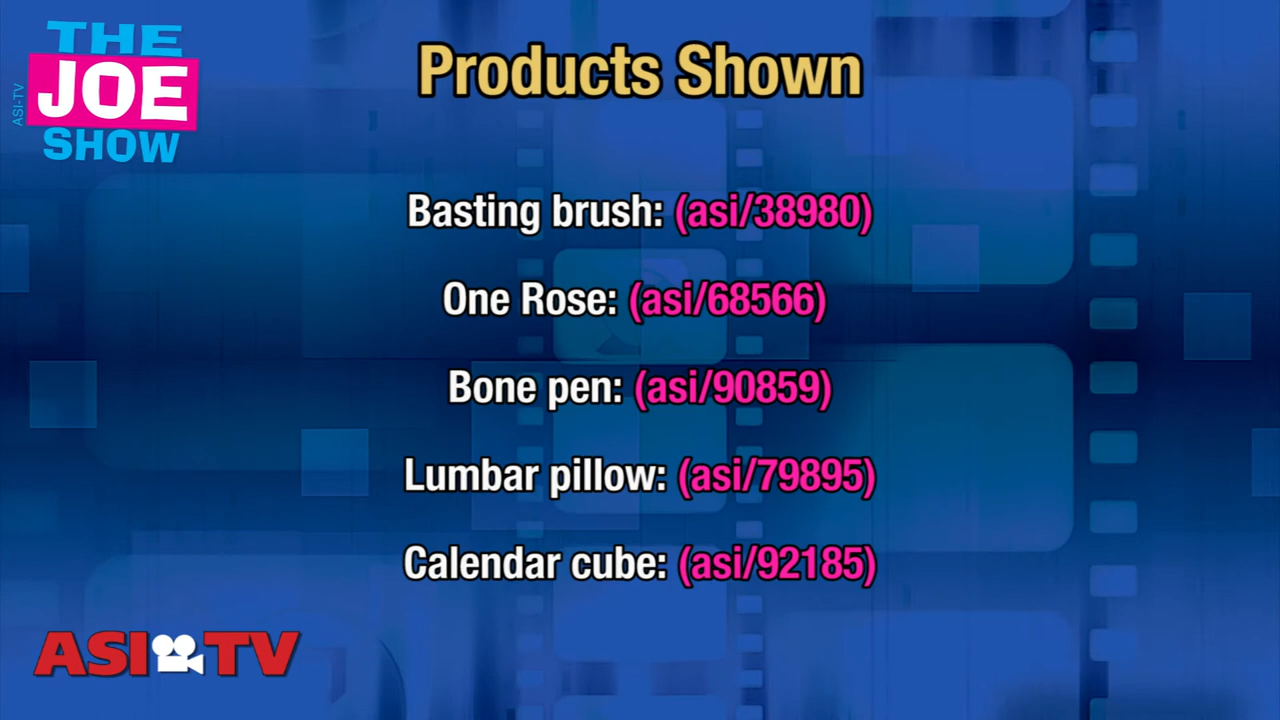 THE
JOE
SHOW
ASI-TV
Products Shown
Basting brush: (asi/38980)
One Rose: (asi/68566)
Bone pen: (asi/90859)
Lumbar pillow: (asi/79895)
Calendar cube: (asi/92185)
ASI TV